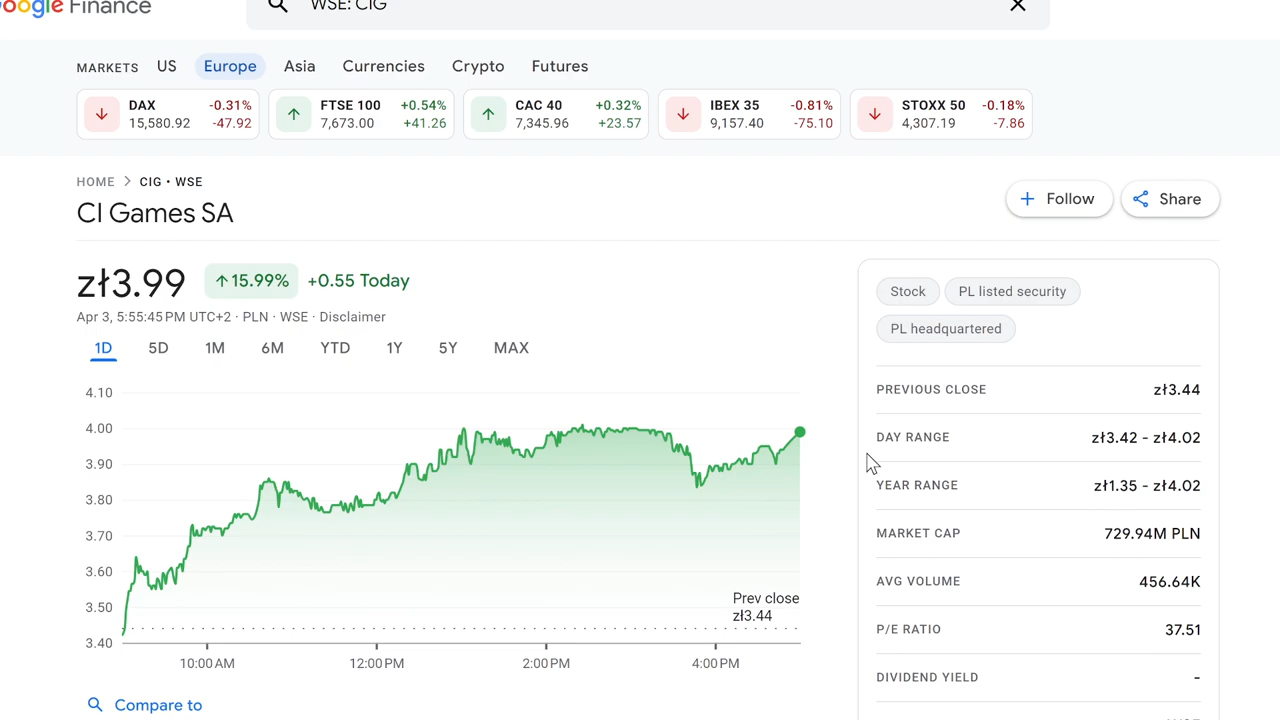 Google Finance
WSE: CIG
MARKETS US Europe Asia Currencies Crypto Futures
DAX -0.31%
15,580.92 -47.92
FTSE 100 +0.54%
7,673.00 +41.26
CAC 40 +0.32%
7,345.96 +23.57
IBEX 35 -0.81%
9,157.40 -75.10
STOXX 50 -0.18%
4,307.19 -7.86
HOME > CIG • WSE
CI Games SA
Follow
Share
zł3.99 ↑15.99% +0.55 Today
Apr 3, 5:55:45 PM UTC+2 · PLN · WSE · Disclaimer
1D 5D 1M 6M YTD 1Y 5Y MAX
4.10
4.00
3.90
3.80
3.70
3.60
3.50
3.40
Prev close
zł3.44
10:00 AM 12:00 PM 2:00 PM 4:00 PM
Compare to
Stock PL listed security
PL headquartered
PREVIOUS CLOSE zł3.44
DAY RANGE zł3.42 - zł4.02
YEAR RANGE zł1.35 - zł4.02
MARKET CAP 729.94M PLN
AVG VOLUME 456.64K
P/E RATIO 37.51
DIVIDEND YIELD -